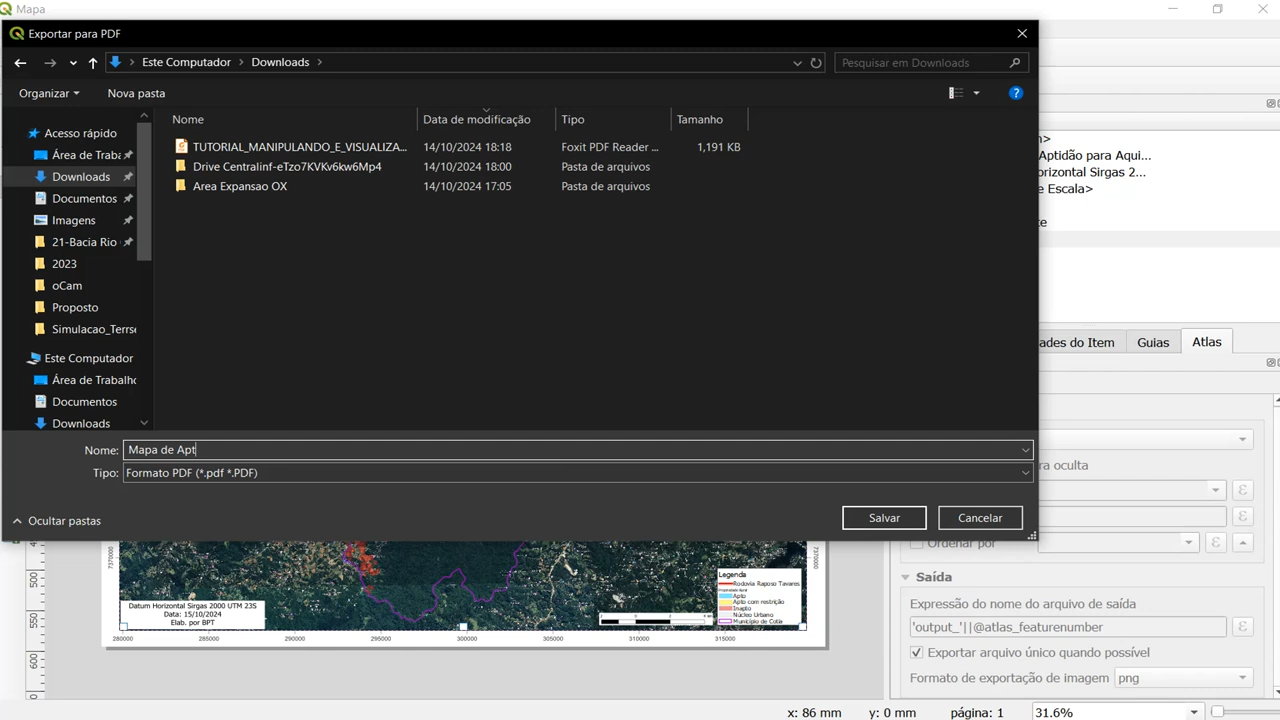 Mapa
Exportar para PDF
Este Computador
Downloads
Pesquisar em Downloads
Organizar
Nova pasta
Nome
Data de modificação
Tipo
Tamanho
TUTORIAL_MANIPULANDO_E_VISUALIZA...
14/10/2024 18:18
Foxit PDF Reader ...
1,191 KB
Drive Centralinf-eTzo7KVKv6kw6Mp4
14/10/2024 18:00
Pasta de arquivos
Area Expansao OX
14/10/2024 17:05
Pasta de arquivos
Acesso rápido
Área de Traba
Downloads
Documentos
Imagens
21-Bacia Rio
2023
oCam
Proposto
Simulacao_Terrse
Este Computador
Área de Trabalho
Documentos
Downloads
Nome: Mapa de Apt
Tipo: Formato PDF (*.pdf *.PDF)
Ocultar pastas
Salvar
Cancelar
Aptidão para Aqui...
orizontal Sirgas 2...
e Escala>
te
ades do Item
Guias
Atlas
ra oculta
Ordenar por
Saída
Expressão do nome do arquivo de saída
'output_'||@atlas_featurenumber
Exportar arquivo único quando possível
Formato de exportação de imagem
png
7370000
7370000
500
550
600
Datum Horizontal Sirgas 2000 UTM 23S
Data: 15/10/2024
Elab. por BPT
Legenda
Rodovia Raposo Tavares
Apto
Apto com restrição
Inapto
Núcleo Urbano
Município de Cotia
280000
285000
290000
295000
300000
305000
310000
315000
x: 86 mm
y: 0 mm
página: 1
31.6%